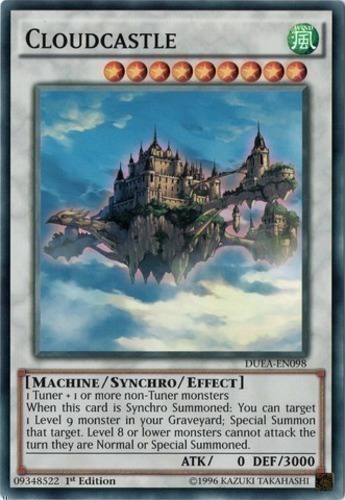 CLOUDCASTLE
WIND
風
DUEA-EN098
[MACHINE/SYNCHRO/EFFECT]
1 Tuner + 1 or more non-Tuner monsters
When this card is Synchro Summoned: You can target
1 Level 9 monster in your Graveyard; Special Summon
that target. Level 8 or lower monsters cannot attack
the turn they are Normal or Special Summoned.
ATK/ 0 DEF/3000
09348522 1st Edition ©1996 KAZUKI TAKAHASHI